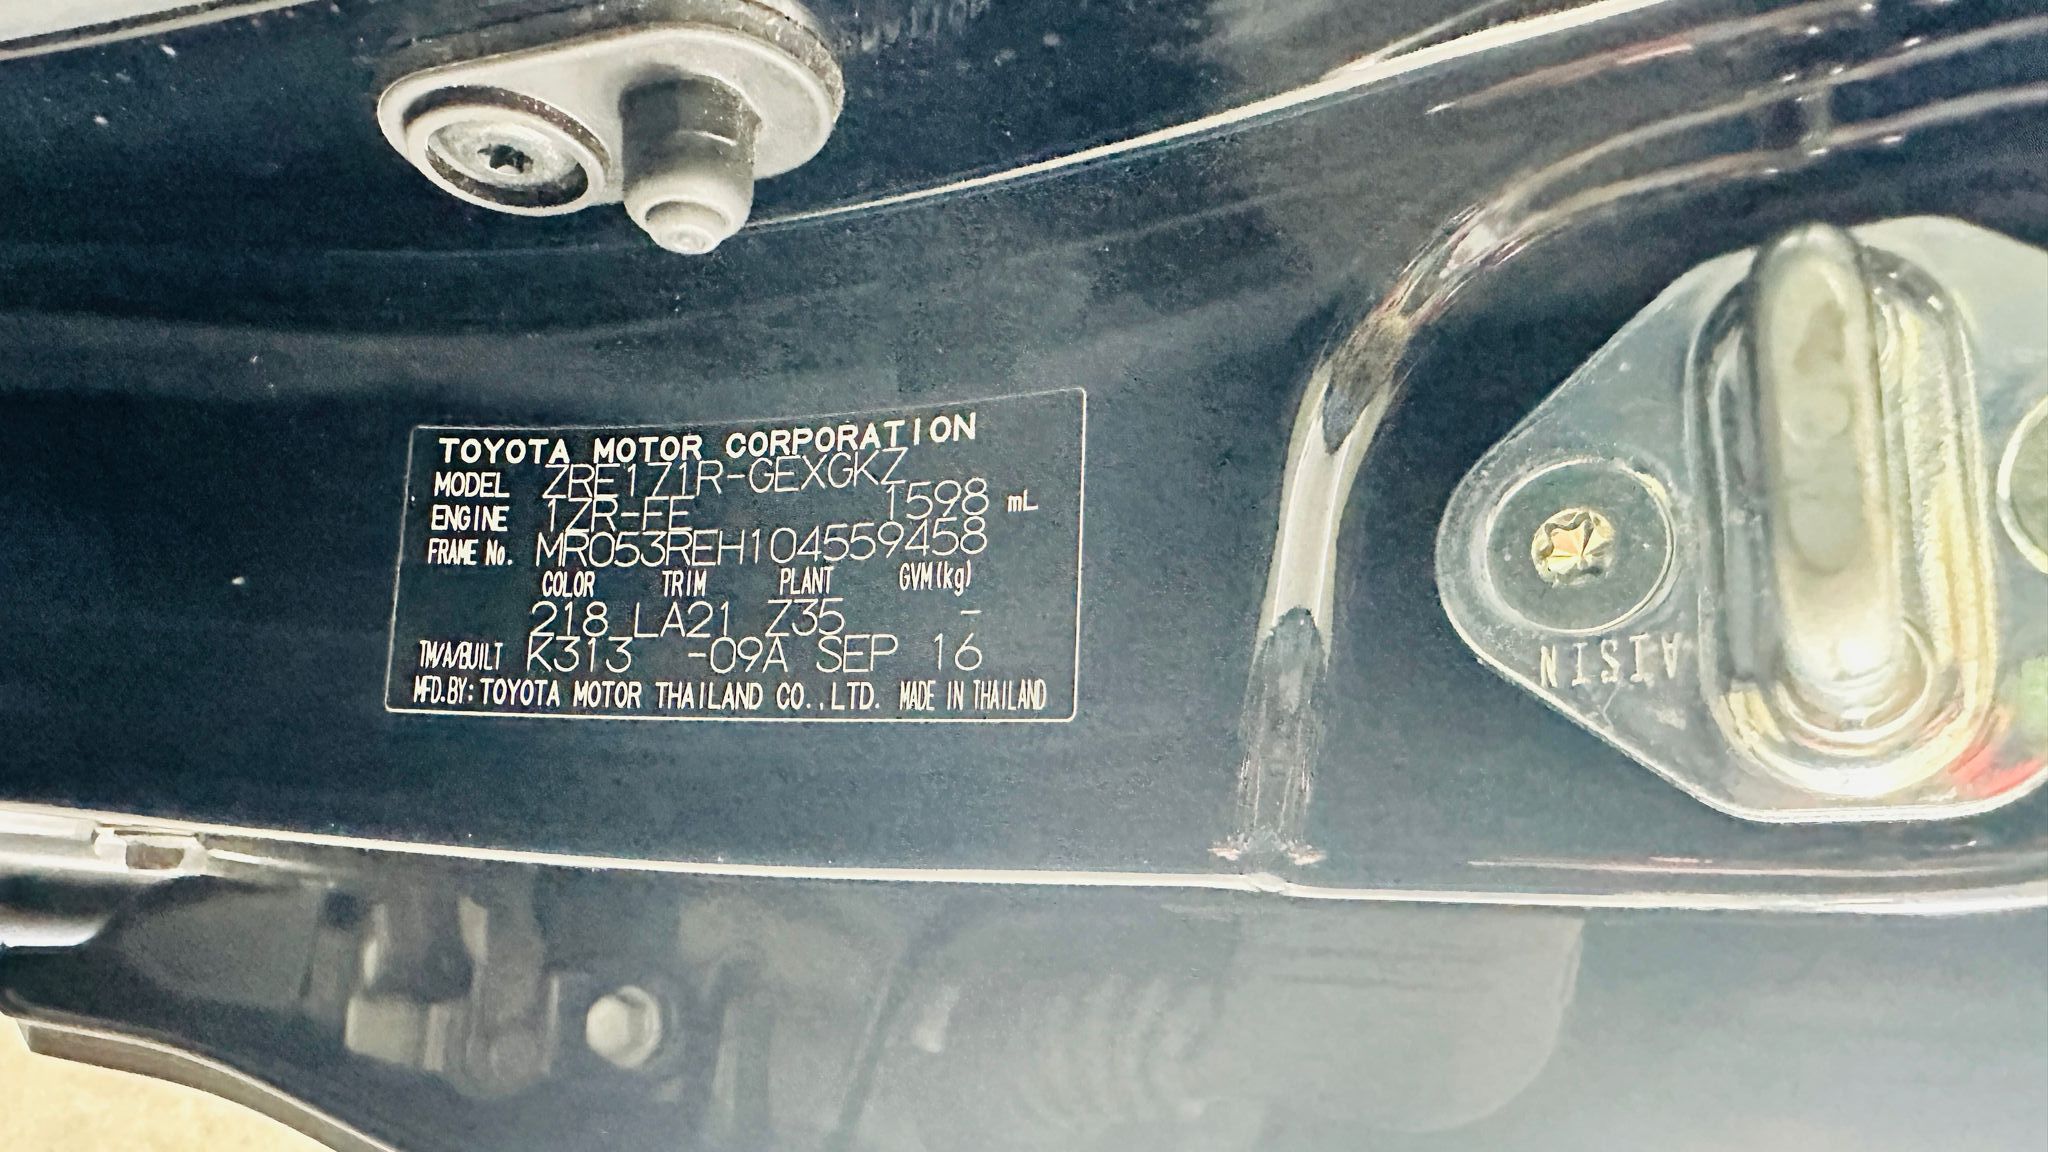 TOYOTA MOTOR CORPORATION
MODEL ZRE171R-GEXGKZ
ENGINE 1ZR-FE 1598 mL
FRAME No. MR053REH104559458
COLOR TRIM PLANT GVM(kg)
218 LA21 Z35 -
TM/A/BUILT K313 -09A SEP 16
MFD.BY: TOYOTA MOTOR THAILAND CO.,LTD. MADE IN THAILAND
AISIN